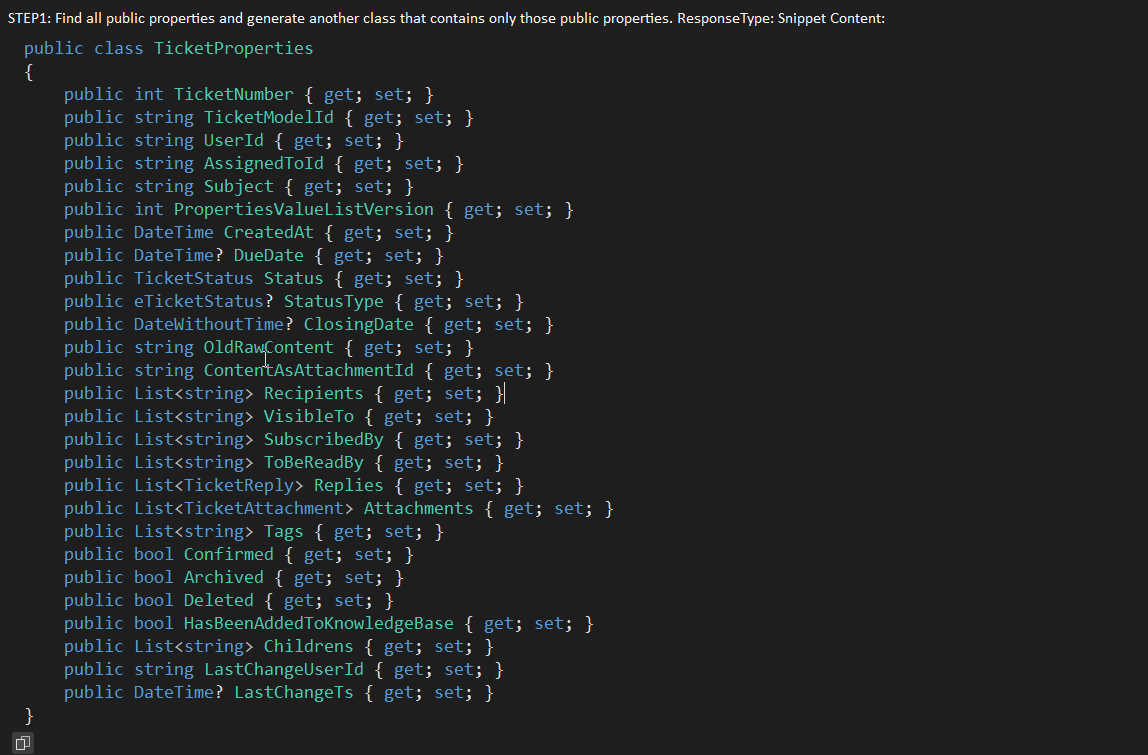 STEP1: Find all public properties and generate another class that contains only those public properties. ResponseType: Snippet Content:
public class TicketProperties
{
    public int TicketNumber { get; set; }
    public string TicketModelId { get; set; }
    public string UserId { get; set; }
    public string AssignedToId { get; set; }
    public string Subject { get; set; }
    public int PropertiesValueListVersion { get; set; }
    public DateTime CreatedAt { get; set; }
    public DateTime? DueDate { get; set; }
    public TicketStatus Status { get; set; }
    public eTicketStatus? StatusType { get; set; }
    public DateWithoutTime? ClosingDate { get; set; }
    public string OldRawContent { get; set; }
    public string ContentAsAttachmentId { get; set; }
    public List<string> Recipients { get; set; }
    public List<string> VisibleTo { get; set; }
    public List<string> SubscribedBy { get; set; }
    public List<string> ToBeReadBy { get; set; }
    public List<TicketReply> Replies { get; set; }
    public List<TicketAttachment> Attachments { get; set; }
    public List<string> Tags { get; set; }
    public bool Confirmed { get; set; }
    public bool Archived { get; set; }
    public bool Deleted { get; set; }
    public bool HasBeenAddedToKnowledgeBase { get; set; }
    public List<string> Childrens { get; set; }
    public string LastChangeUserId { get; set; }
    public DateTime? LastChangeTs { get; set; }
}